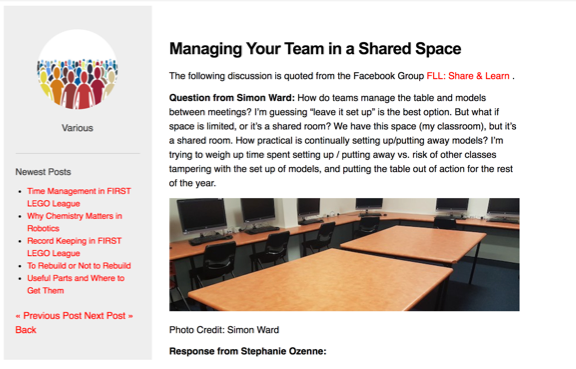 Various
Newest Posts
Time Management in FIRST
LEGO League
Why Chemistry Matters in
Robotics
Record Keeping in FIRST
LEGO League
To Rebuild or Not to Rebuild
Useful Parts and Where to
Get Them
« Previous Post Next Post »
Back
Managing Your Team in a Shared Space
The following discussion is quoted from the Facebook Group FLL: Share & Learn .
Question from Simon Ward: How do teams manage the table and models
between meetings? I'm guessing “leave it set up” is the best option. But what if
space is limited, or it's a shared room? We have this space (my classroom), but it's
a shared room. How practical is continually setting up/putting away models? I'm
trying to weigh up time spent setting up / putting away vs. risk of other classes
tampering with the set up of models, and putting the table out of action for the rest
of the year.
Photo Credit: Simon Ward
Response from Stephanie Ozenne: